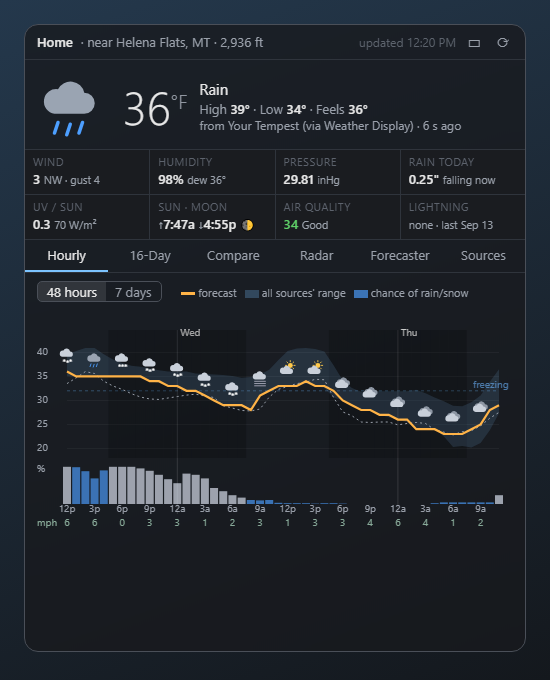 Home · near Helena Flats, MT · 2,936 ft updated 12:20 PM
36°F
Rain
High 39° · Low 34° · Feels 36°
from Your Tempest (via Weather Display) · 6 s ago
WIND HUMIDITY PRESSURE RAIN TODAY
3 NW · gust 4 98% dew 36° 29.81 inHg 0.25" falling now
UV / SUN SUN · MOON AIR QUALITY LIGHTNING
0.3 70 W/m² ↑7:47a ↓4:55p 34 Good none · last Sep 13
Hourly 16-Day Compare Radar Forecaster Sources
48 hours 7 days forecast all sources' range chance of rain/snow
Wed Thu
40
35
freezing
30
25
20
%
12p 3p 6p 9p 12a 3a 6a 9a 12p 3p 6p 9p 12a 3a 6a 9a
mph 6 6 0 3 3 1 2 3 1 3 3 4 6 4 1 2